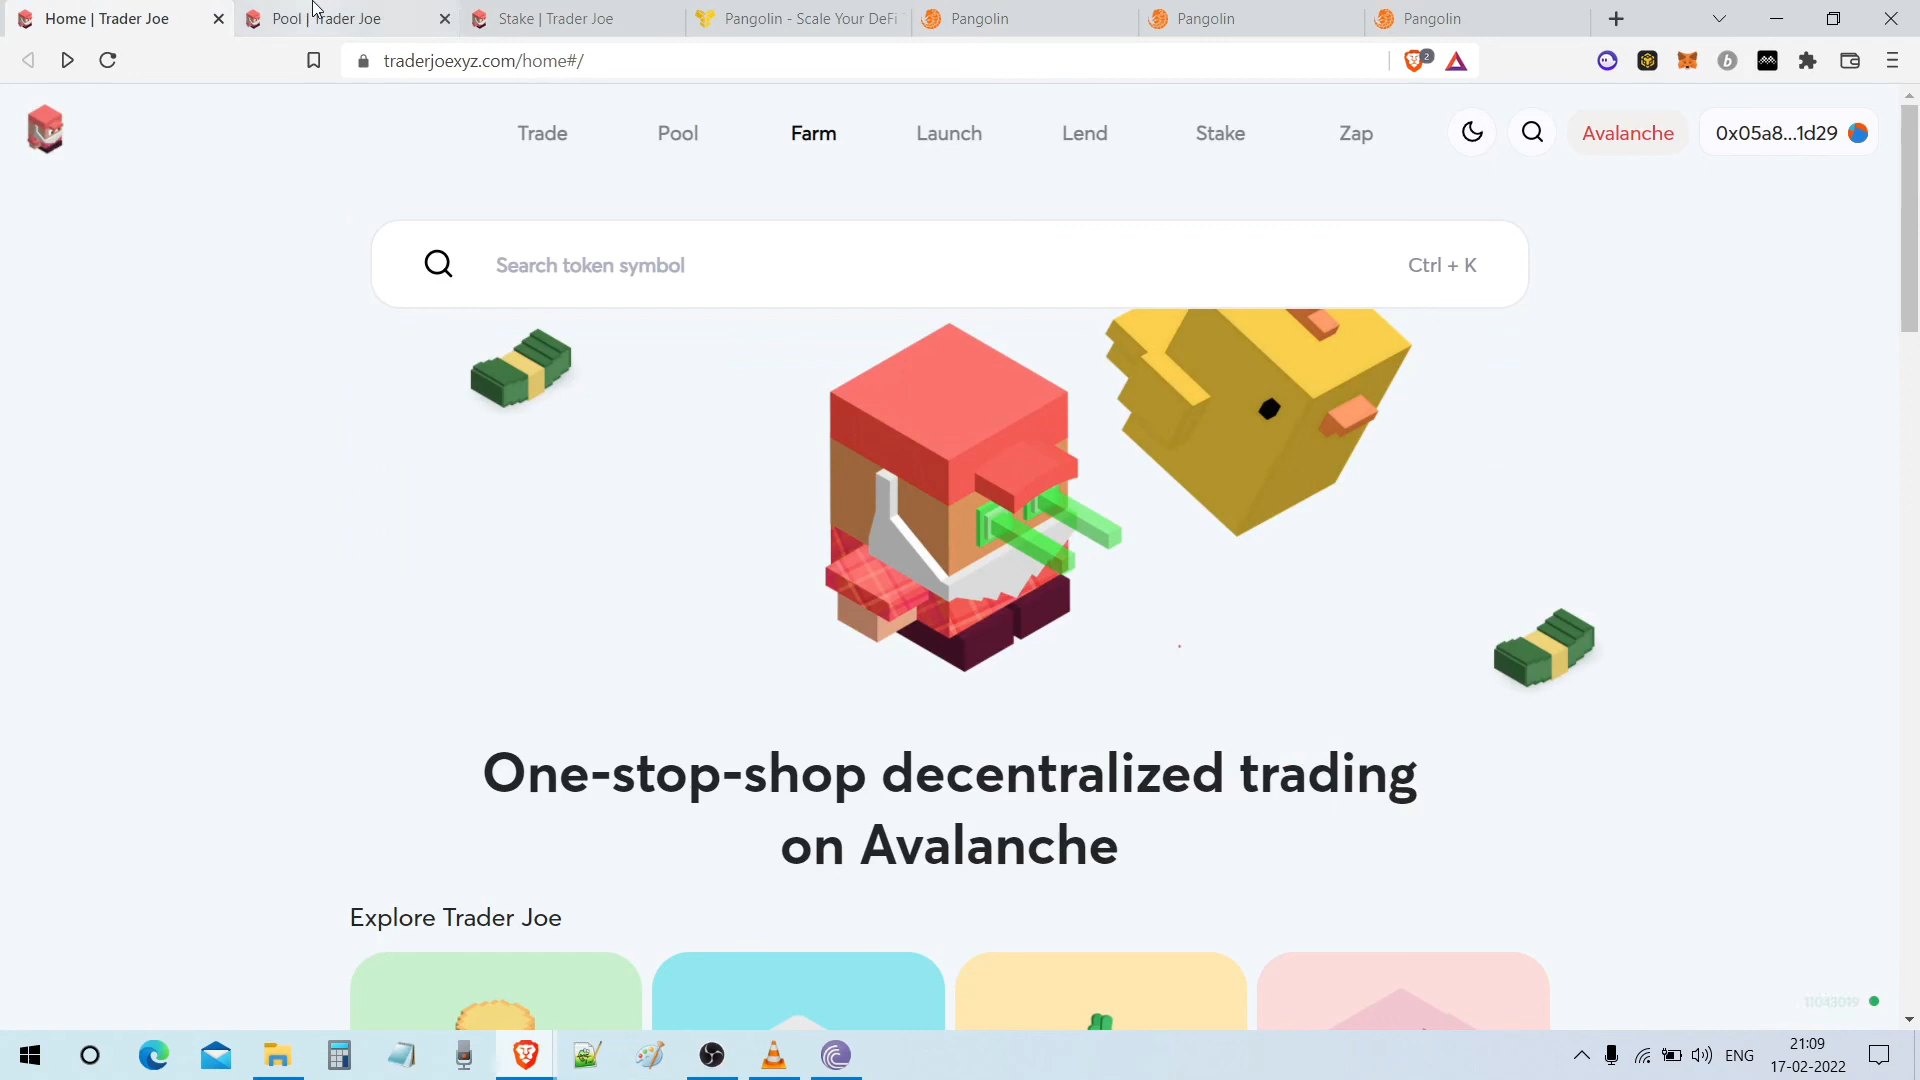 Home | Trader Joe
Pool | Trader Joe
Stake | Trader Joe
Pangolin - Scale Your DeFi
Pangolin
Pangolin
Pangolin
traderjoexyz.com/home#/
2
Trade
Pool
Farm
Launch
Lend
Stake
Zap
Avalanche
0x05a8...1d29
Search token symbol
Ctrl + K
One-stop-shop decentralized trading
on Avalanche
Explore Trader Joe
11043019
ENG
21:09
17-02-2022